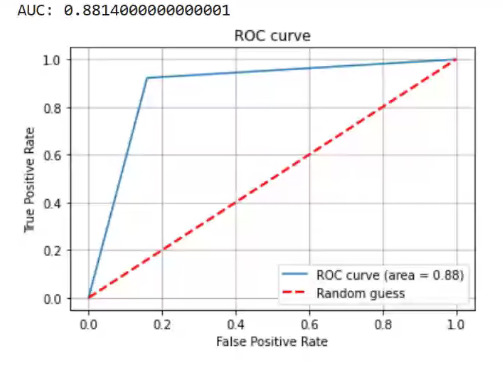 AUC: 0.8814000000000001
ROC curve
1.0
0.8
0.6
0.4
0.2
0.0
True Positive Rate
ROC curve (area = 0.88)
Random guess
0.0 0.2 0.4 0.6 0.8 1.0
False Positive Rate